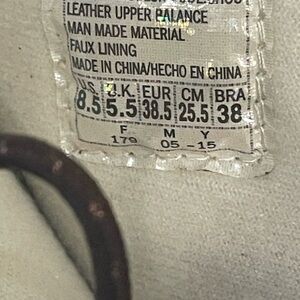 LEATHER UPPER BALANCE
MAN MADE MATERIAL
FAUX LINING
MADE IN CHINA/HECHO EN CHINA
U.S U.K. EUR CM BRA
8.5 5.5 38.5 25.5 38
F M Y
179 05 -15